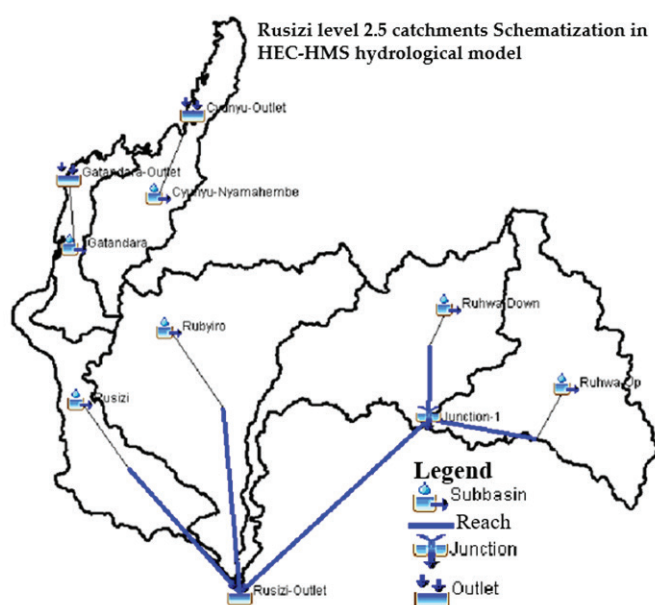 Rusizi level 2.5 catchments Schematization in
HEC-HMS hydrological model
Cyunyu-Outlet
Gatandara-Outlet
Cyunyu-Nyamahembe
Gatandara
Ruhwa-Down
Rubyiro
Ruhwa-Up
Rusizi
Junction-1
Legend
Subbasin
Reach
Junction
Outlet
Rusizi-Outlet